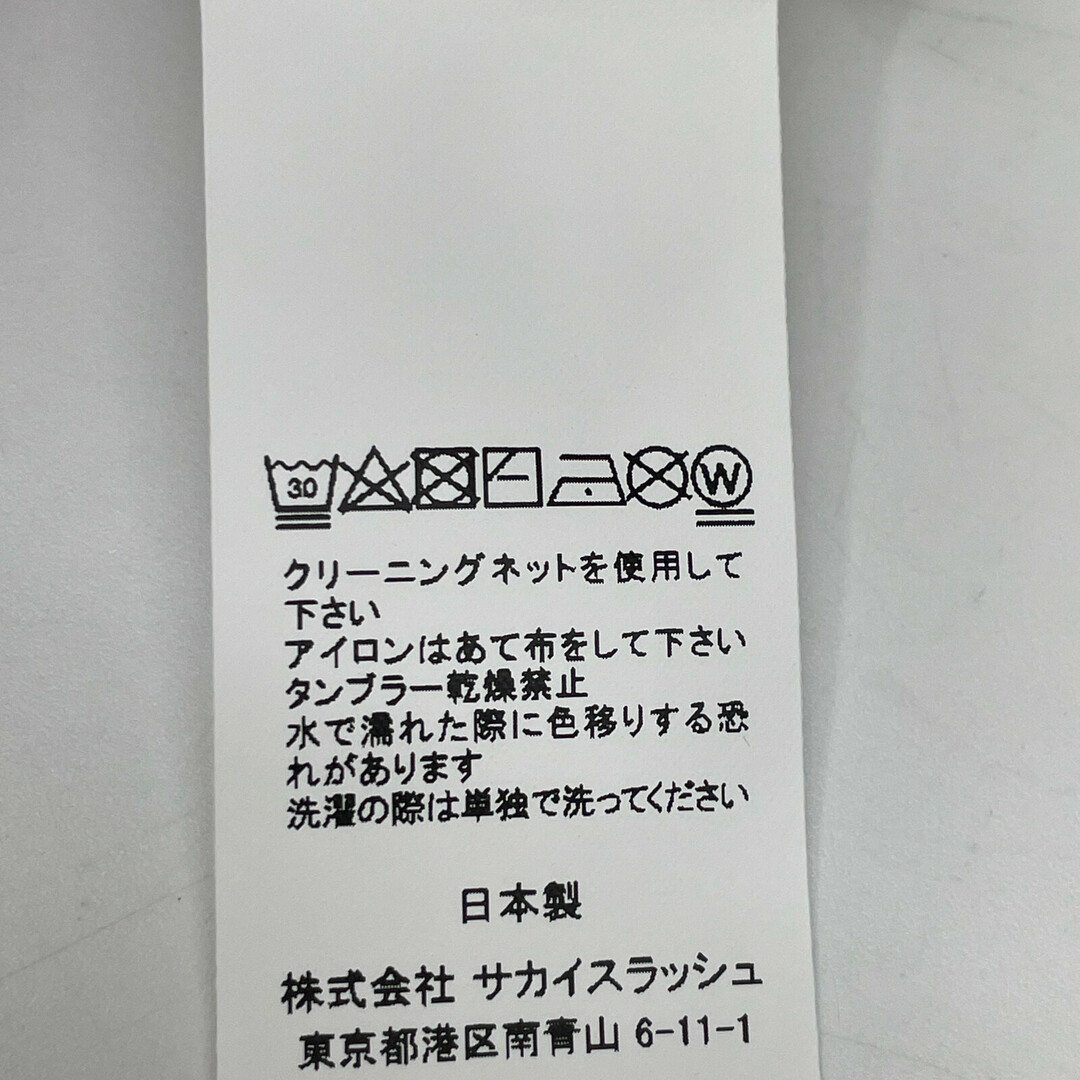 30
W
クリーニングネットを使用して
下さい
アイロンはあて布をして下さい
タンブラー乾燥禁止
水で濡れた際に色移りする恐
れがあります
洗濯の際は単独で洗ってください
日本製
株式会社 サカイスラッシュ
東京都港区南青山 6-11-1